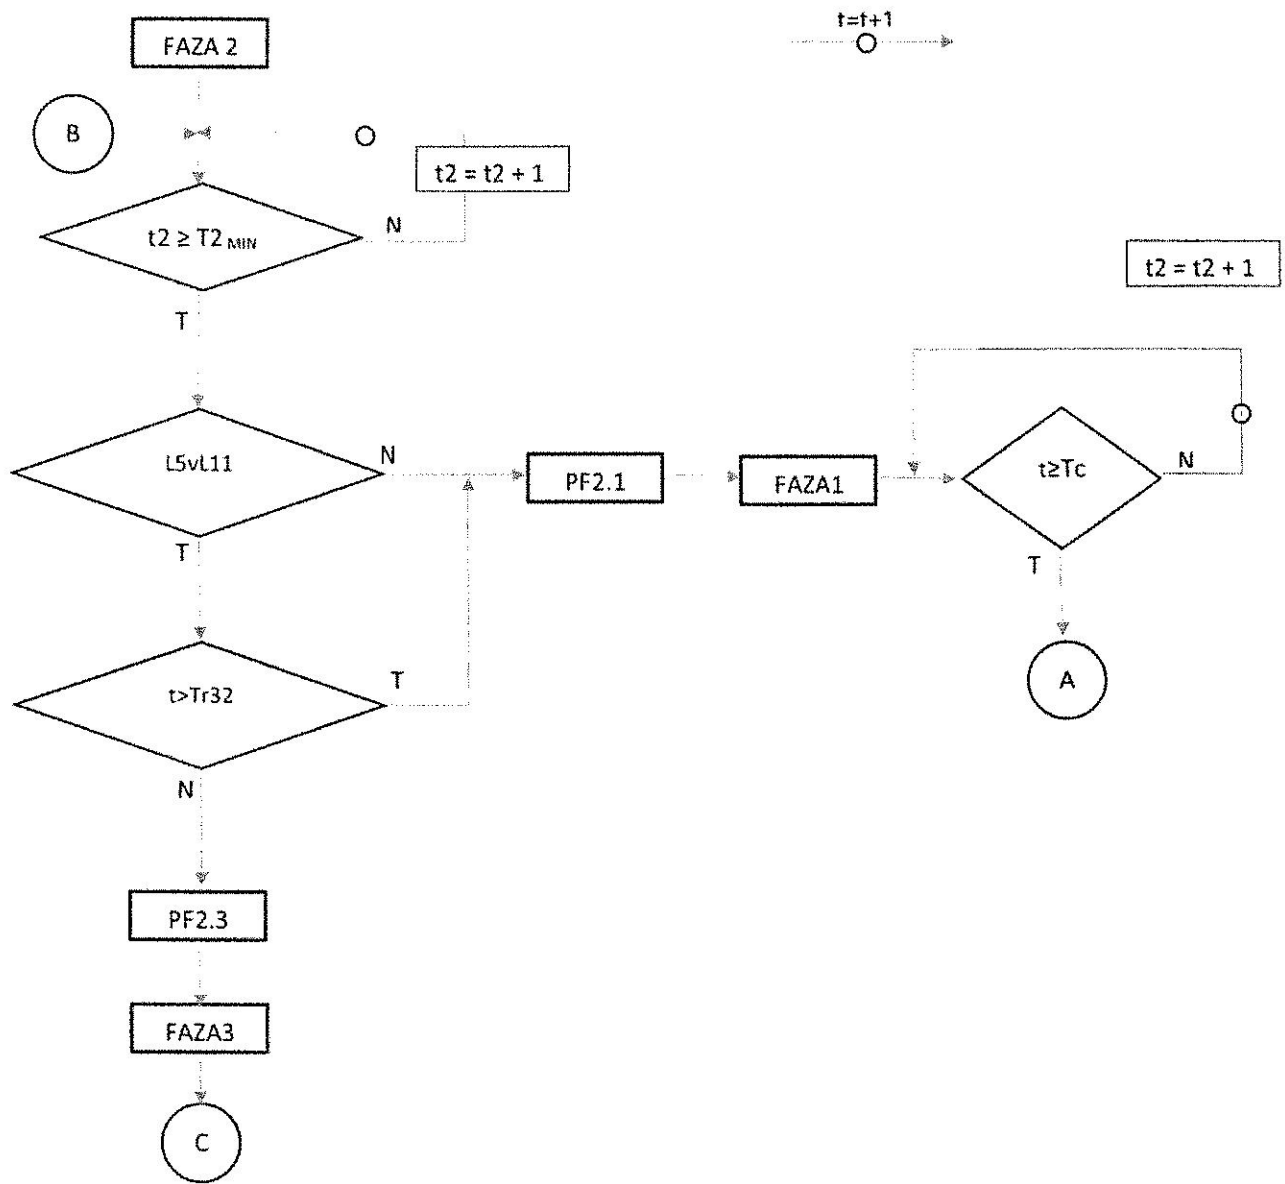 FAZA 2
t=t+1
B
t2 = t2 + 1
N
t2 ≥ T2 MIN
t2 = t2 + 1
T
L5vL11
N
PF2.1
FAZA1
t≥Tc
N
T
T
A
t>Tr32
T
N
PF2.3
FAZA3
C